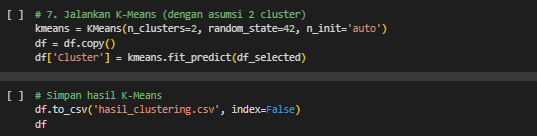 [ ] # 7. Jalankan K-Means (dengan asumsi 2 cluster)
kmeans = KMeans(n_clusters=2, random_state=42, n_init='auto')
df = df.copy()
df['Cluster'] = kmeans.fit_predict(df_selected)
[ ] # Simpan hasil K-Means
df.to_csv('hasil_clustering.csv', index=False)
df